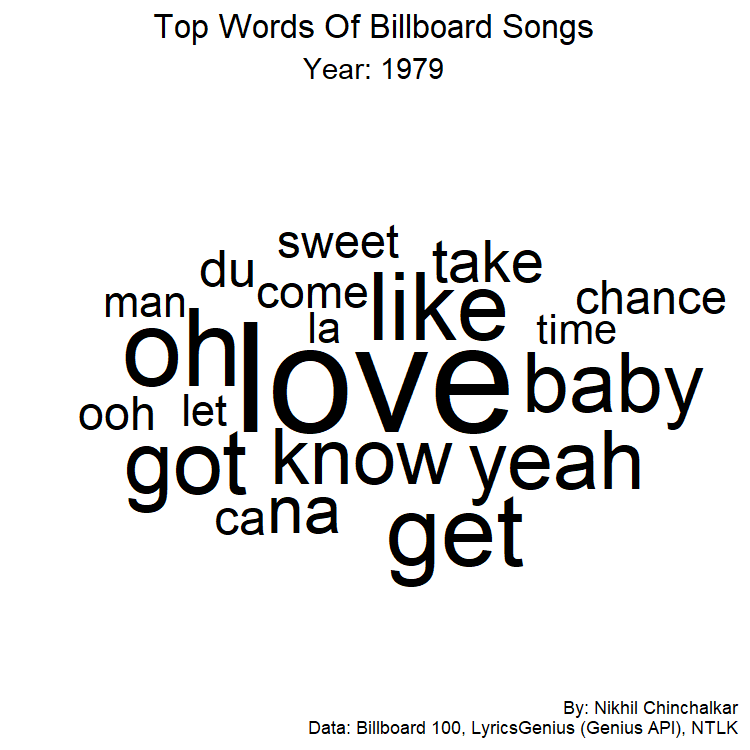 Top Words Of Billboard Songs
Year: 1979
sweet
du
take
come
like
chance
man
la
time
oh
love
baby
ooh
let
got
know
yeah
ca
na
get
By: Nikhil Chinchalkar
Data: Billboard 100, LyricsGenius (Genius API), NTLK